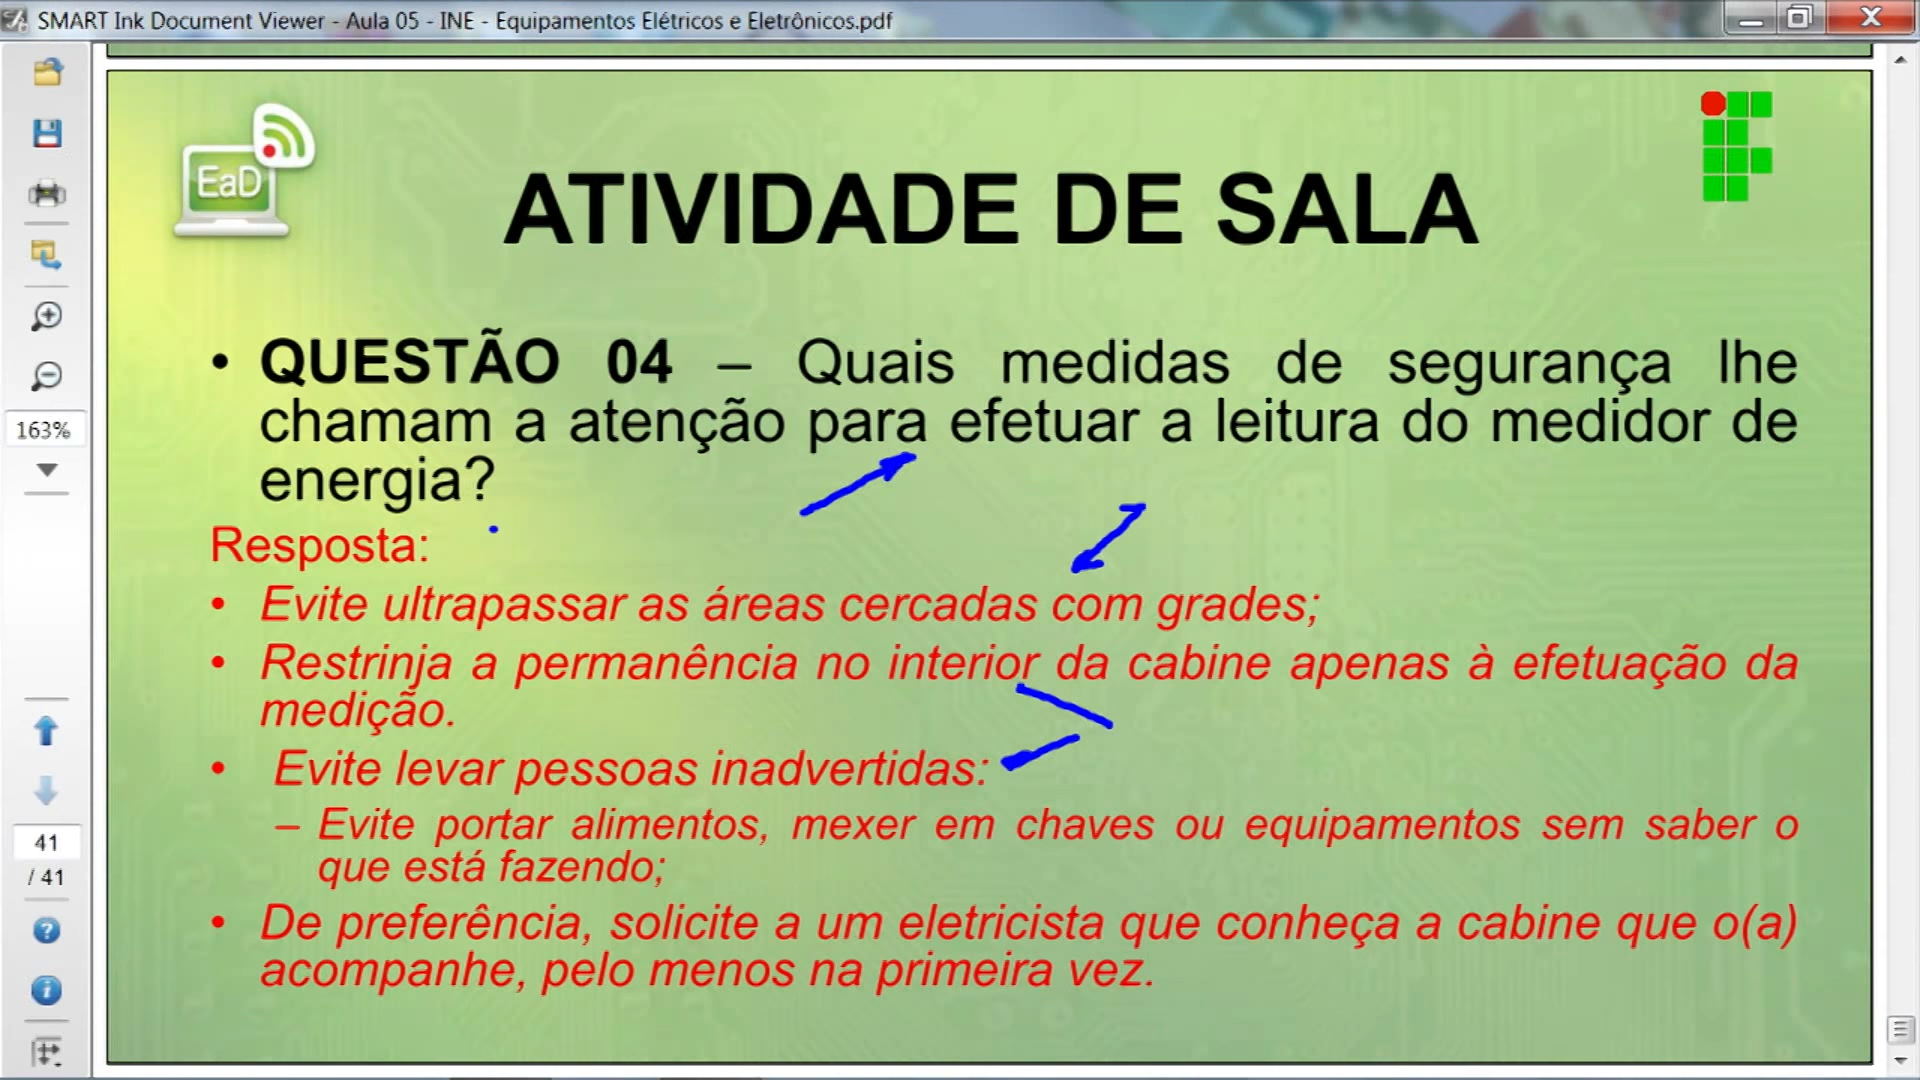 SMART Ink Document Viewer - Aula 05 - INE - Equipamentos Elétricos e Eletrônicos.pdf
EaD
ATIVIDADE DE SALA
• QUESTÃO 04 – Quais medidas de segurança lhe
chamam a atenção para efetuar a leitura do medidor de
energia?
Resposta:
• Evite ultrapassar as áreas cercadas com grades;
• Restrinja a permanência no interior da cabine apenas à efetuação da
medição.
• Evite levar pessoas inadvertidas:
– Evite portar alimentos, mexer em chaves ou equipamentos sem saber o
que está fazendo;
• De preferência, solicite a um eletricista que conheça a cabine que o(a)
acompanhe, pelo menos na primeira vez.
163%
41
/ 41